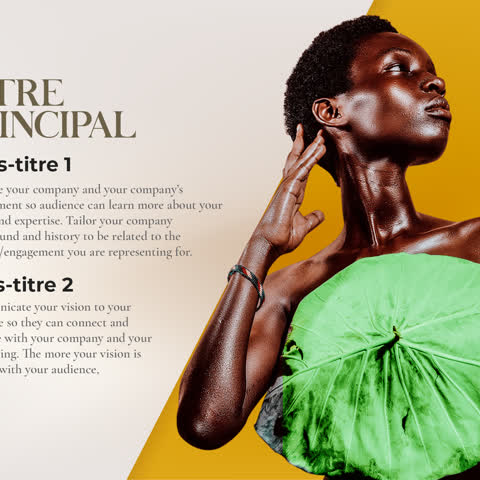 TRE
INCIPAL
s-titre 1
e your company and your company's
ment so audience can learn more about your
nd expertise. Tailor your company
und and history to be related to the
/engagement you are representing for.
s-titre 2
nicate your vision to your
e so they can connect and
e with your company and your
ing. The more your vision is
with your audience,